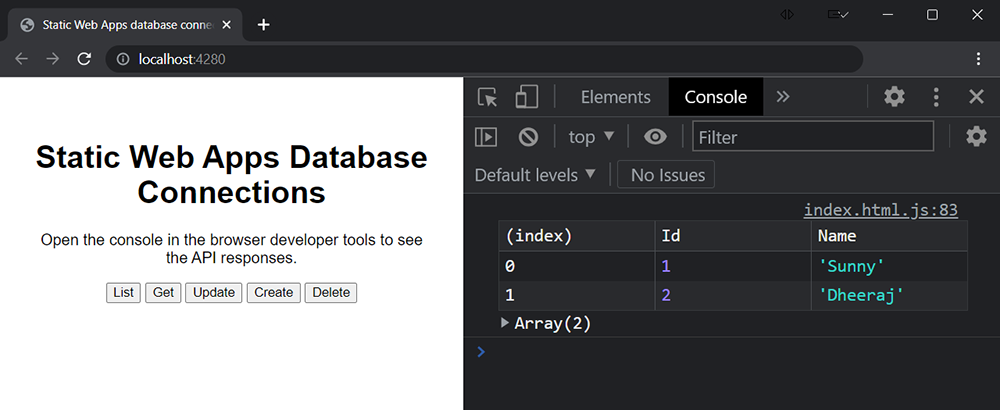 Static Web Apps database conne
localhost:4280
Static Web Apps Database
Connections
Open the console in the browser developer tools to see
the API responses.
List Get Update Create Delete
Elements Console
top Filter
Default levels No Issues
index.html.js:83
(index) Id Name
0 1 'Sunny'
1 2 'Dheeraj'
Array(2)